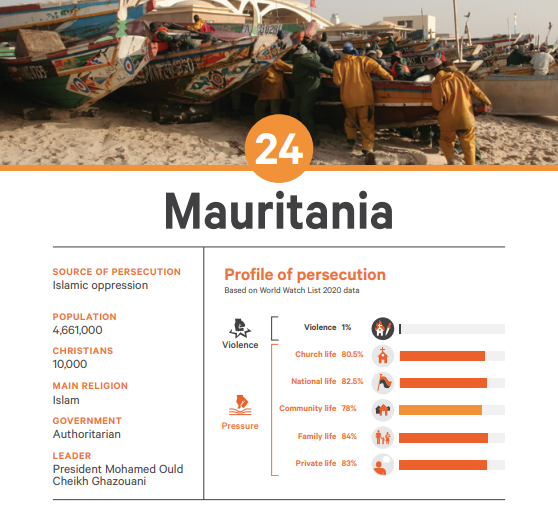 24
Mauritania
SOURCE OF PERSECUTION
Islamic oppression
POPULATION
4,661,000
CHRISTIANS
10,000
MAIN RELIGION
Islam
GOVERNMENT
Authoritarian
LEADER
President Mohamed Ould
Cheikh Ghazouani
Profile of persecution
Based on World Watch List 2020 data
Violence
Violence 1%
Church life 80.5%
National life 82.5%
Community life 78%
Pressure
Family life 84%
Private life 83%